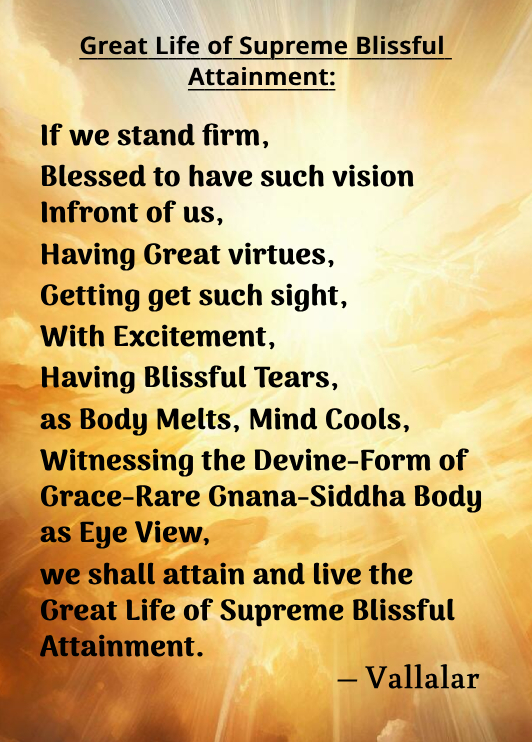 Great Life of Supreme Blissful
Attainment:
If we stand firm,
Blessed to have such vision
Infront of us,
Having Great virtues,
Getting get such sight,
With Excitement,
Having Blissful Tears,
as Body Melts, Mind Cools,
Witnessing the Devine-Form of
Grace-Rare Gnana-Siddha Body
as Eye View,
we shall attain and live the
Great Life of Supreme Blissful
Attainment.
– Vallalar